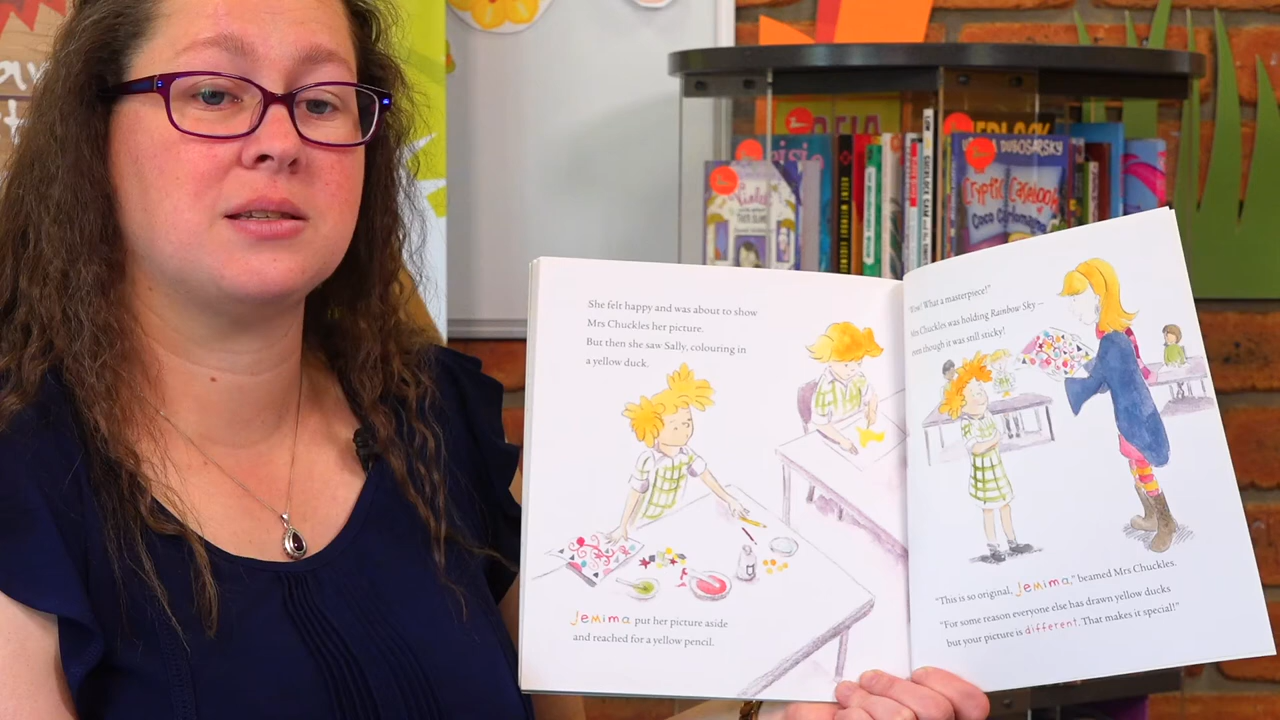 She felt happy and was about to show
Mrs Chuckles her picture.
But then she saw Sally, colouring in
a yellow duck.
Jemima put her picture aside
and reached for a yellow pencil.
Wow! What a masterpiece!"
Mrs Chuckles was holding Rainbow Sky –
even though it was still sticky!
"This is so original, Jemima," beamed Mrs Chuckles.
"For some reason everyone else has drawn yellow ducks
but your picture is different. That makes it special!"
DUBOSARSKY
Cryptic Casebook
Coco
Violet